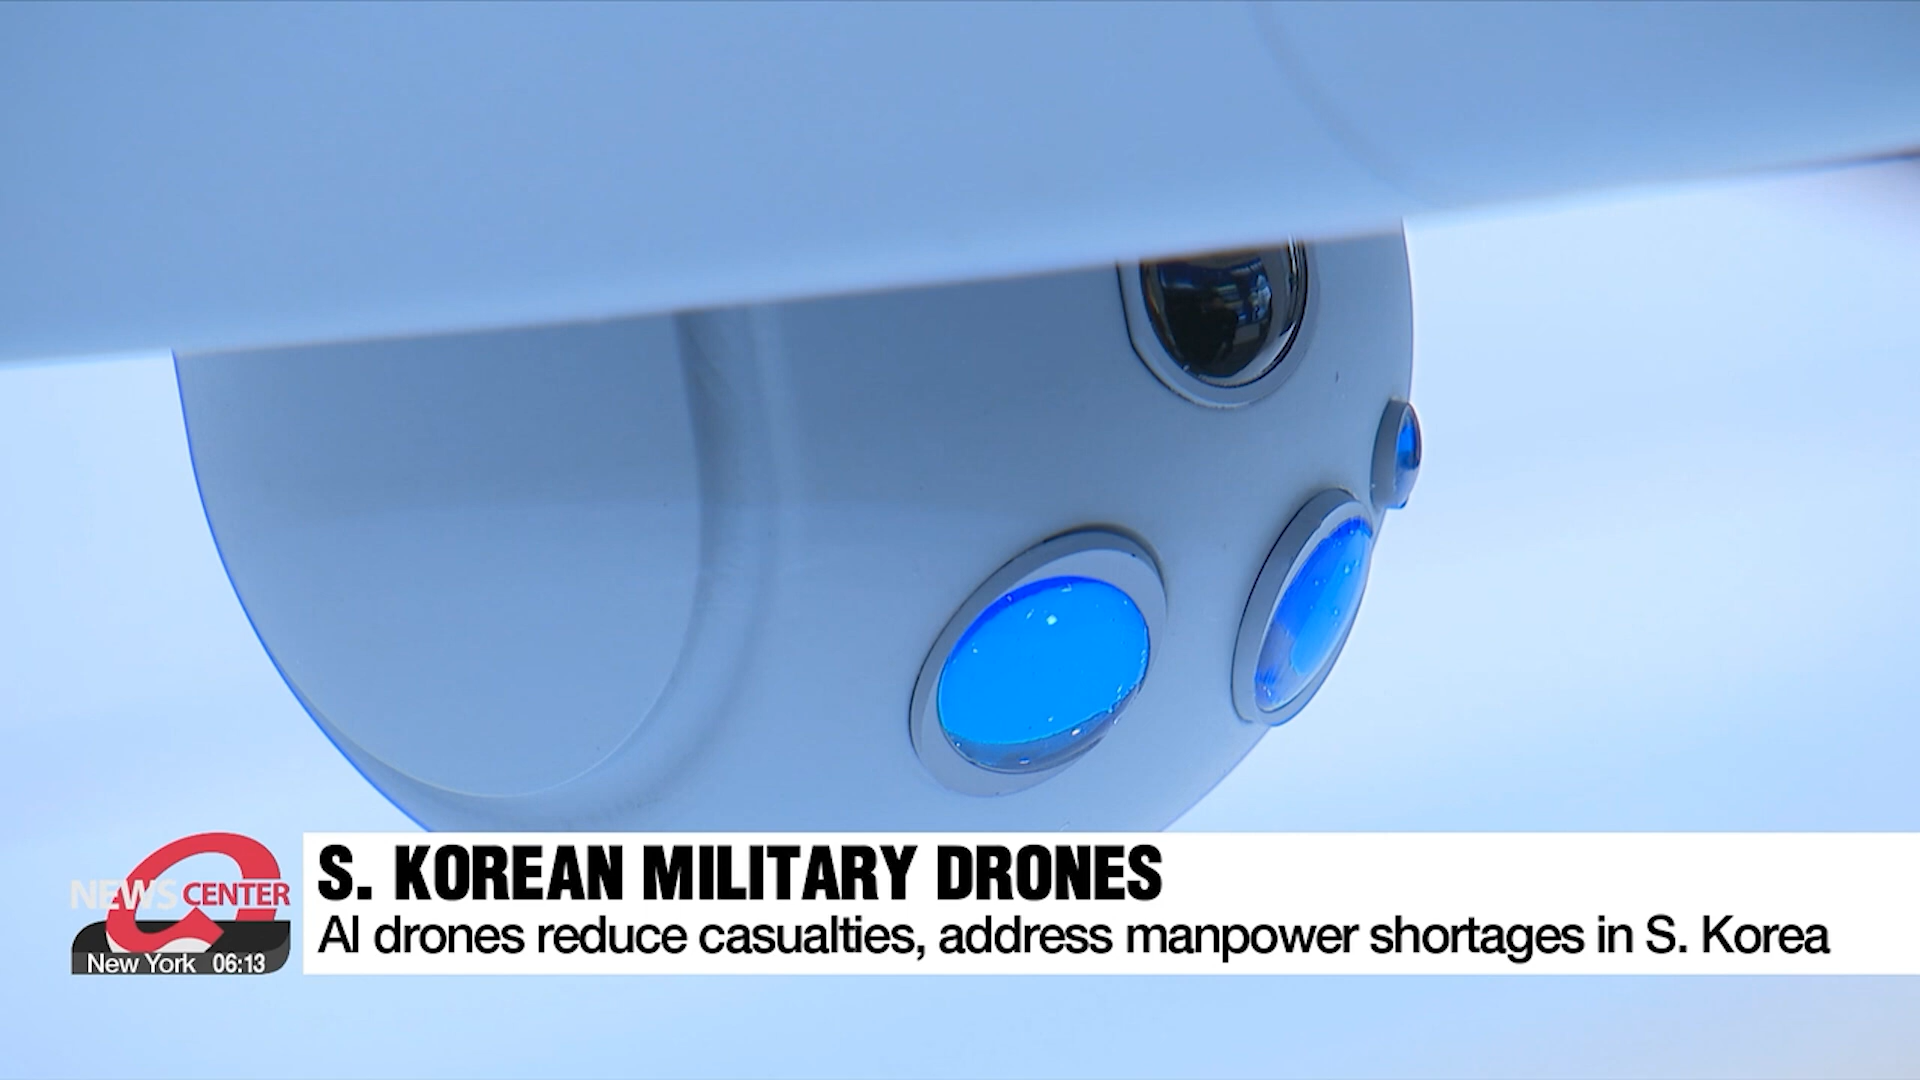 S. KOREAN MILITARY DRONES
AI drones reduce casualties, address manpower shortages in S. Korea
NEWS CENTER
New York 06:13